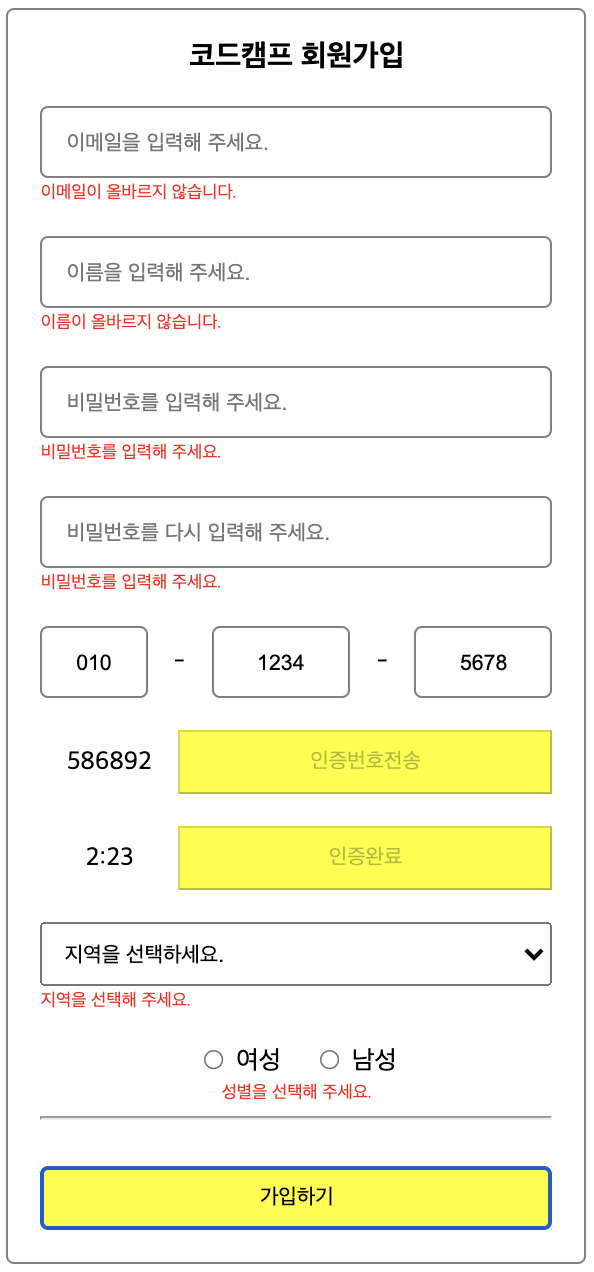 코드캠프 회원가입
이메일을 입력해 주세요.
이메일이 올바르지 않습니다.
이름을 입력해 주세요.
이름이 올바르지 않습니다.
비밀번호를 입력해 주세요.
비밀번호를 입력해 주세요.
비밀번호를 다시 입력해 주세요.
비밀번호를 입력해 주세요.
010 - 1234 - 5678
586892 인증번호전송
2:23 인증완료
지역을 선택하세요.
지역을 선택해 주세요.
여성 남성
성별을 선택해 주세요.
가입하기